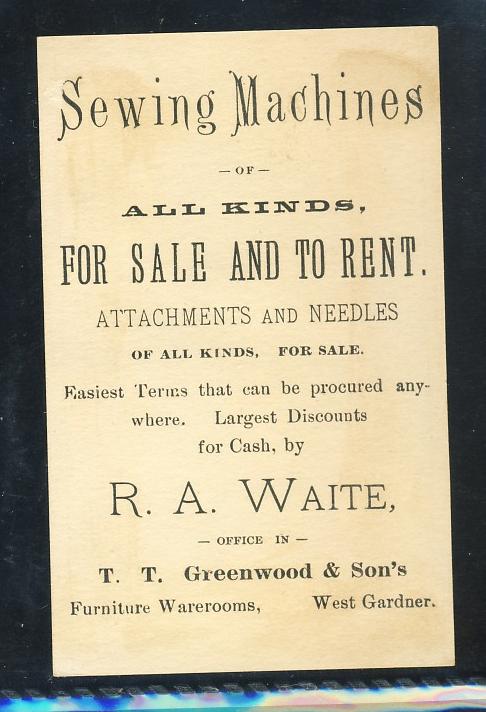 Sewing Machines
— OF —
ALL KINDS,
FOR SALE AND TO RENT.
ATTACHMENTS AND NEEDLES
OF ALL KINDS, FOR SALE.
Easiest Terms that can be procured any-
where. Largest Discounts
for Cash, by
R. A. WAITE,
— OFFICE IN —
T. T. Greenwood & Son's
Furniture Warerooms, West Gardner.